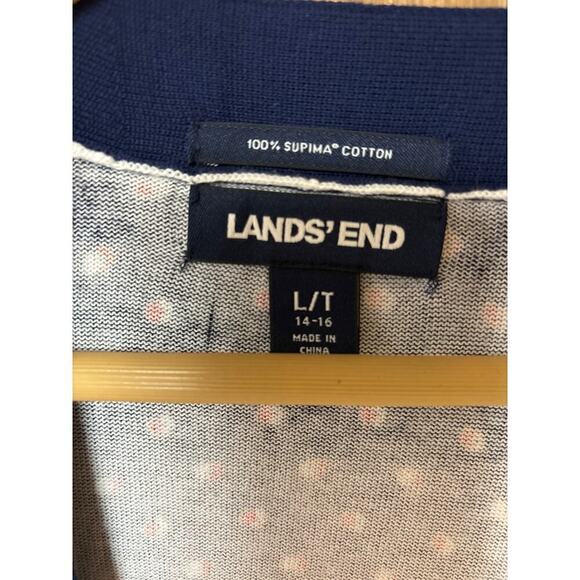 100% SUPIMA® COTTON
LANDS' END
L/T
14-16
MADE IN
CHINA